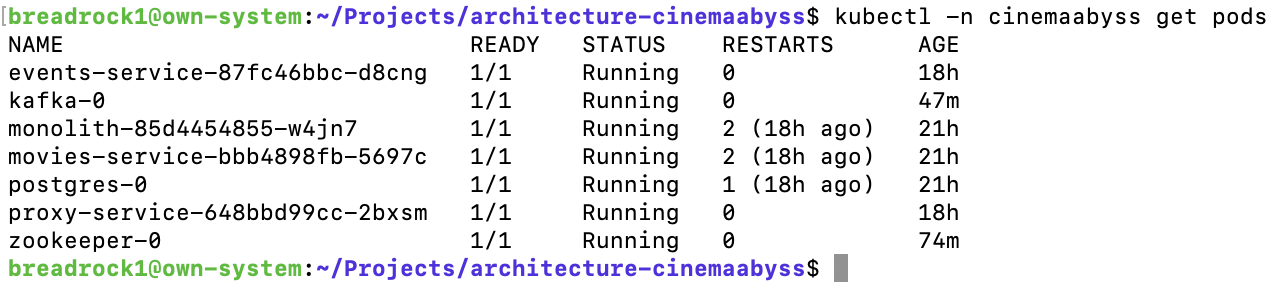 [breadrock1@own-system:~/Projects/architecture-cinemaabyss$ kubectl -n cinemaabyss get pods
NAME READY STATUS RESTARTS AGE
events-service-87fc46bbc-d8cng 1/1 Running 0 18h
kafka-0 1/1 Running 0 47m
monolith-85d4454855-w4jn7 1/1 Running 2 (18h ago) 21h
movies-service-bbb4898fb-5697c 1/1 Running 2 (18h ago) 21h
postgres-0 1/1 Running 1 (18h ago) 21h
proxy-service-648bbd99cc-2bxsm 1/1 Running 0 18h
zookeeper-0 1/1 Running 0 74m
breadrock1@own-system:~/Projects/architecture-cinemaabyss$